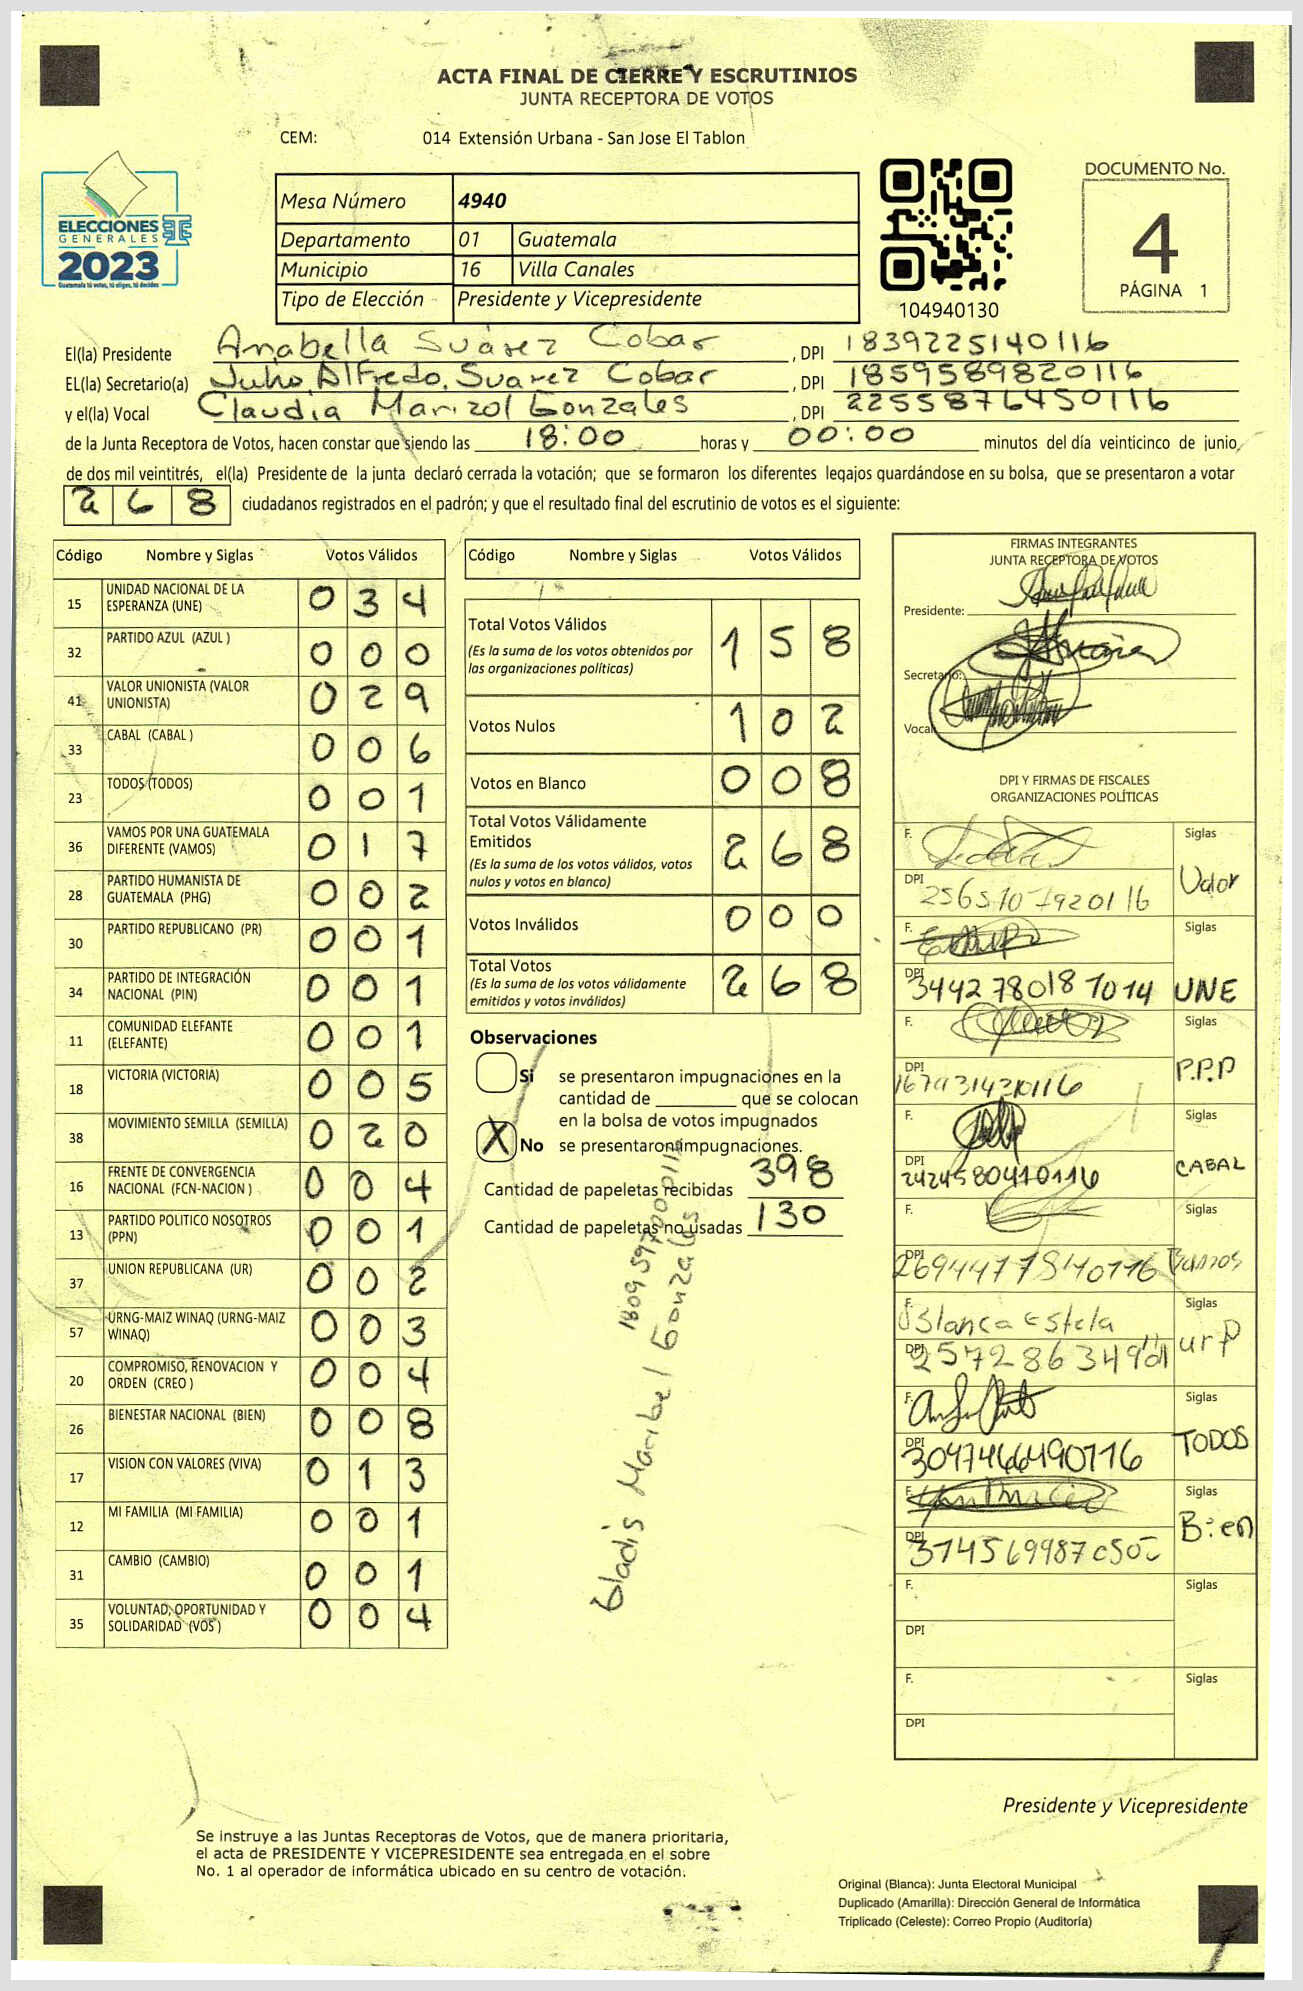 ACTA FINAL DE CIERRE Y ESCRUTINIOS
JUNTA RECEPTORA DE VOTOS
CEM: 014 Extensión Urbana - San Jose El Tablon
ELECCIONES
GENERALES
2023
Guatemala tú votas, tú eliges, tú decides
Mesa Número 4940
Departamento 01 Guatemala
Municipio 16 Villa Canales
Tipo de Elección Presidente y Vicepresidente
104940130
DOCUMENTO No.
4
PÁGINA 1
El(la) Presidente Anabella Suárez Cobar, DPI 1839225140116
EL(la) Secretario(a) Julio Alfredo, Suarez Cobar, DPI 1859589820116
y el(la) Vocal Claudia Marizol Gonzales, DPI 2255876450116
de la Junta Receptora de Votos, hacen constar que siendo las 18:00 horas y 00:00 minutos del día veinticinco de junio,
de dos mil veintitrés, el(la) Presidente de la junta declaró cerrada la votación; que se formaron los diferentes legajos guardándose en su bolsa, que se presentaron a votar
268 ciudadanos registrados en el padrón; y que el resultado final del escrutinio de votos es el siguiente:
Código Nombre y Siglas Votos Válidos
15 UNIDAD NACIONAL DE LA ESPERANZA (UNE) 0 3 4
32 PARTIDO AZUL (AZUL ) 0 0 0
41 VALOR UNIONISTA (VALOR UNIONISTA) 0 2 9
33 CABAL (CABAL ) 0 0 6
23 TODOS (TODOS) 0 0 1
36 VAMOS POR UNA GUATEMALA DIFERENTE (VAMOS) 0 1 7
28 PARTIDO HUMANISTA DE GUATEMALA (PHG) 0 0 2
30 PARTIDO REPUBLICANO (PR) 0 0 1
34 PARTIDO DE INTEGRACIÓN NACIONAL (PIN) 0 0 1
11 COMUNIDAD ELEFANTE (ELEFANTE) 0 0 1
18 VICTORIA (VICTORIA) 0 0 5
38 MOVIMIENTO SEMILLA (SEMILLA) 0 2 0
16 FRENTE DE CONVERGENCIA NACIONAL (FCN-NACION ) 0 0 4
13 PARTIDO POLITICO NOSOTROS (PPN) 0 0 1
37 UNION REPUBLICANA (UR) 0 0 2
57 URNG-MAIZ WINAQ (URNG-MAIZ WINAQ) 0 0 3
20 COMPROMISO, RENOVACION Y ORDEN (CREO ) 0 0 4
26 BIENESTAR NACIONAL (BIEN) 0 0 8
17 VISION CON VALORES (VIVA) 0 1 3
12 MI FAMILIA (MI FAMILIA) 0 0 1
31 CAMBIO (CAMBIO) 0 0 1
35 VOLUNTAD, OPORTUNIDAD Y SOLIDARIDAD (VOS ) 0 0 4
Código Nombre y Siglas Votos Válidos
Total Votos Válidos 1 5 8
(Es la suma de los votos obtenidos por
las organizaciones políticas)
Votos Nulos 1 0 2
Votos en Blanco 0 0 8
Total Votos Válidamente
Emitidos 2 6 8
(Es la suma de los votos válidos, votos
nulos y votos en blanco)
Votos Inválidos 0 0 0
Total Votos 2 6 8
(Es la suma de los votos válidamente
emitidos y votos inválidos)
Observaciones
Si se presentaron impugnaciones en la
cantidad de ________ que se colocan
en la bolsa de votos impugnados
X No se presentaron impugnaciones.
Cantidad de papeletas recibidas 398
Cantidad de papeletas no usadas 130
Gladis Maribel Gonzales
FIRMAS INTEGRANTES
JUNTA RECEPTORA DE VOTOS
Presidente:
Secretario:
Vocal
DPI Y FIRMAS DE FISCALES
ORGANIZACIONES POLÍTICAS
F. Siglas
DPI Valor
F. Siglas
DPI 3442780181014 UNE
F. Siglas
DPI P.P.P
F. Siglas
DPI 2424580410116 CABAL
F. Siglas
DPI
F. Blanca Estela Siglas
DPI urp
F. Siglas
DPI TODOS
F. Siglas
DPI Bien
F. Siglas
DPI
F. Siglas
DPI
Presidente y Vicepresidente
Se instruye a las Juntas Receptoras de Votos, que de manera prioritaria,
el acta de PRESIDENTE Y VICEPRESIDENTE sea entregada en el sobre
No. 1 al operador de informática ubicado en su centro de votación.
Original (Blanca): Junta Electoral Municipal
Duplicado (Amarilla): Dirección General de Informática
Triplicado (Celeste): Correo Propio (Auditoría)